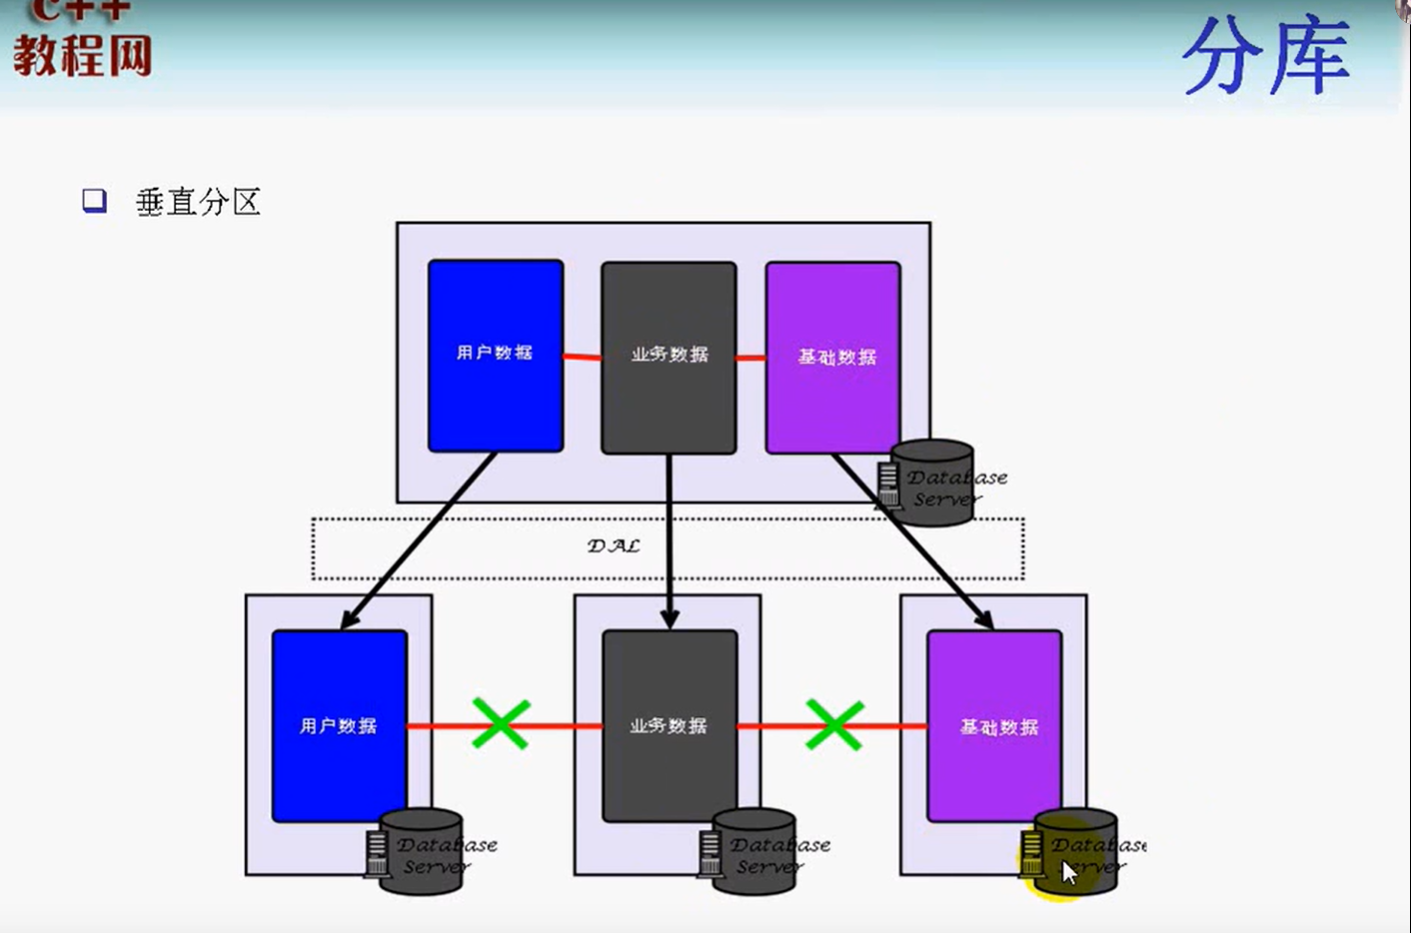 C++
教程网
分库
垂直分区
用户数据
业务数据
基础数据
Database
Server
DAL
用户数据
业务数据
基础数据
Database
Server
Database
Server
Database
Server